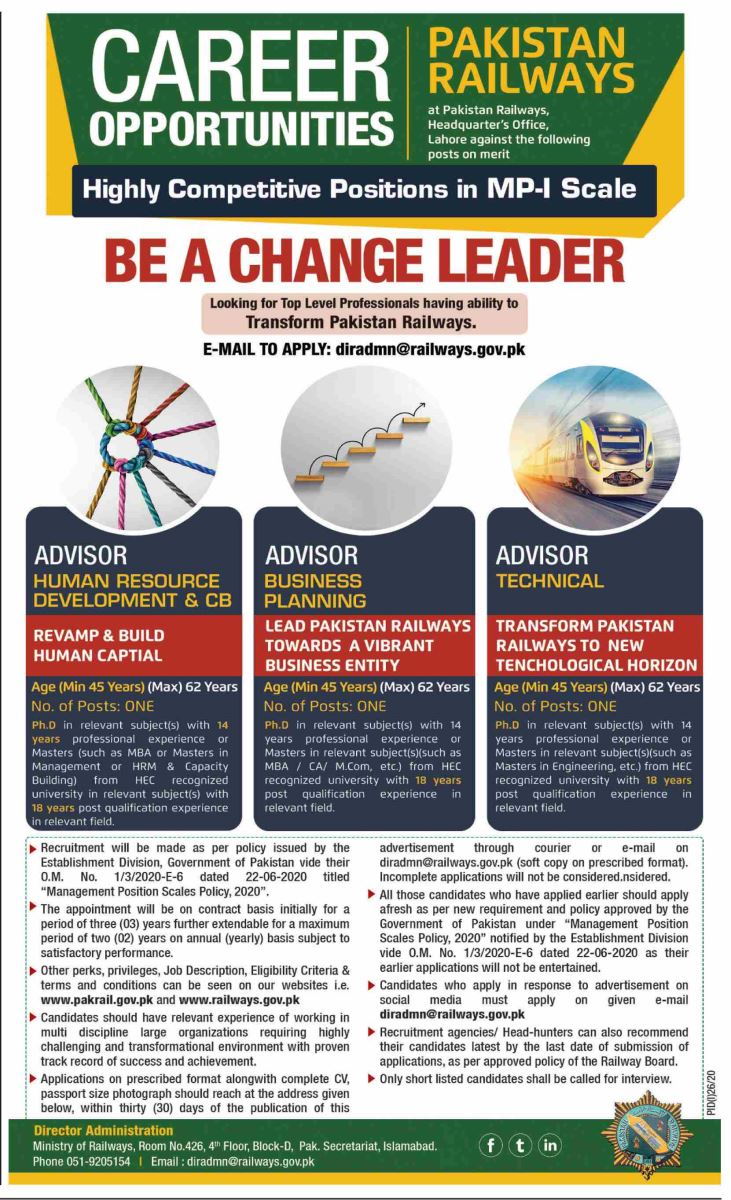 CAREER
OPPORTUNITIES
PAKISTAN
RAILWAYS
at Pakistan Railways,
Headquarter's Office,
Lahore against the following
posts on merit
Highly Competitive Positions in MP-I Scale
BE A CHANGE LEADER
Looking for Top Level Professionals having ability to
Transform Pakistan Railways.
E-MAIL TO APPLY: diradmn@railways.gov.pk
ADVISOR
HUMAN RESOURCE
DEVELOPMENT & CB
REVAMP & BUILD
HUMAN CAPTIAL
Age (Min 45 Years) (Max) 62 Years
No. of Posts: ONE
Ph.D in relevant subject(s) with 14
years professional experience or
Masters (such as MBA or Masters in
Management or HRM & Capacity
Building) from HEC recognized
university in relevant subject(s) with
18 years post qualification experience
in relevant field.
ADVISOR
BUSINESS
PLANNING
LEAD PAKISTAN RAILWAYS
TOWARDS A VIBRANT
BUSINESS ENTITY
Age (Min 45 Years) (Max) 62 Years
No. of Posts: ONE
Ph.D in relevant subject(s) with 14
years professional experience or
Masters in relevant subject(s)(such as
MBA / CA/ M.Com, etc.) from HEC
recognized university with 18 years
post qualification experience in
relevant field.
ADVISOR
TECHNICAL
TRANSFORM PAKISTAN
RAILWAYS TO NEW
TENCHOLOGICAL HORIZON
Age (Min 45 Years) (Max) 62 Years
No. of Posts: ONE
Ph.D in relevant subject(s) with 14
years professional experience or
Masters in relevant subject(s)(such as
Masters in Engineering, etc.) from HEC
recognized university with 18 years
post qualification experience in
relevant field.
Recruitment will be made as per policy issued by the
Establishment Division, Government of Pakistan vide their
O.M. No. 1/3/2020-E-6 dated 22-06-2020 titled
“Management Position Scales Policy, 2020”.
The appointment will be on contract basis initially for a
period of three (03) years further extendable for a maximum
period of two (02) years on annual (yearly) basis subject to
satisfactory performance.
Other perks, privileges, Job Description, Eligibility Criteria &
terms and conditions can be seen on our websites i.e.
www.pakrail.gov.pk and www.railways.gov.pk
Candidates should have relevant experience of working in
multi discipline large organizations requiring highly
challenging and transformational environment with proven
track record of success and achievement.
Applications on prescribed format alongwith complete CV,
passport size photograph should reach at the address given
below, within thirty (30) days of the publication of this
advertisement through courier or e-mail on
diradmn@railways.gov.pk (soft copy on prescribed format).
Incomplete applications will not be considered.nsidered.
All those candidates who have applied earlier should apply
afresh as per new requirement and policy approved by the
Government of Pakistan under “Management Position
Scales Policy, 2020” notified by the Establishment Division
vide O.M. No. 1/3/2020-E-6 dated 22-06-2020 as their
earlier applications will not be entertained.
Candidates who apply in response to advertisement on
social media must apply on given e-mail
diradmn@railways.gov.pk
Recruitment agencies/ Head-hunters can also recommend
their candidates latest by the last date of submission of
applications, as per approved policy of the Railway Board.
Only short listed candidates shall be called for interview.
PID(I)26/20
Director Administration
Ministry of Railways, Room No.426, 4th Floor, Block-D, Pak. Secretariat, Islamabad.
Phone 051-9205154 | Email : diradmn@railways.gov.pk
f t in